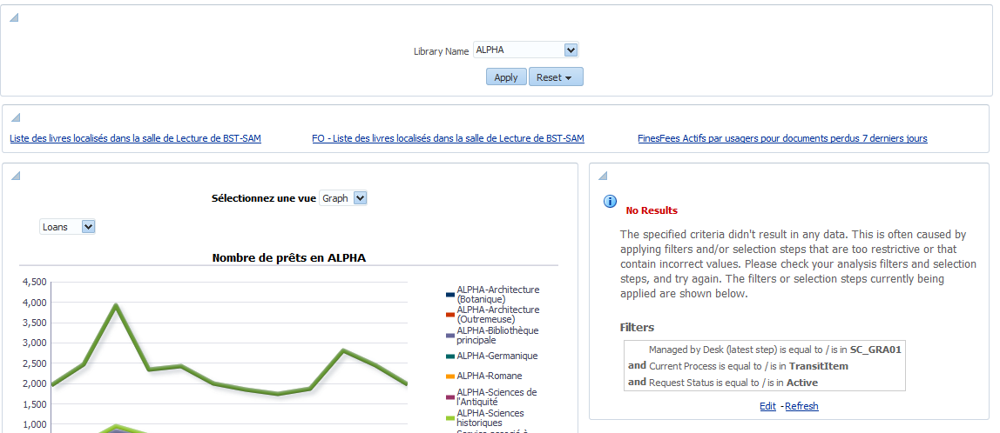 Library Name ALPHA
Apply Reset
Liste des livres localisés dans la salle de Lecture de BST-SAM
FO - Liste des livres localisés dans la salle de Lecture de BST-SAM
FinesFees Actifs par usagers pour documents perdus 7 derniers jours
Sélectionnez une vue Graph
Loans
Nombre de prêts en ALPHA
4,500
4,000
3,500
3,000
2,500
2,000
1,500
1,000
ALPHA-Architecture
(Botanique)
ALPHA-Architecture
(Outremeuse)
ALPHA-Bibliothèque
principale
ALPHA-Germanique
ALPHA-Romane
ALPHA-Sciences de
l'Antiquité
ALPHA-Sciences
historiques
Service associé à
No Results
The specified criteria didn't result in any data. This is often caused by
applying filters and/or selection steps that are too restrictive or that
contain incorrect values. Please check your analysis filters and selection
steps, and try again. The filters or selection steps currently being
applied are shown below.
Filters
Managed by Desk (latest step) is equal to / is in SC_GRA01
and Current Process is equal to / is in TransitItem
and Request Status is equal to / is in Active
Edit - Refresh